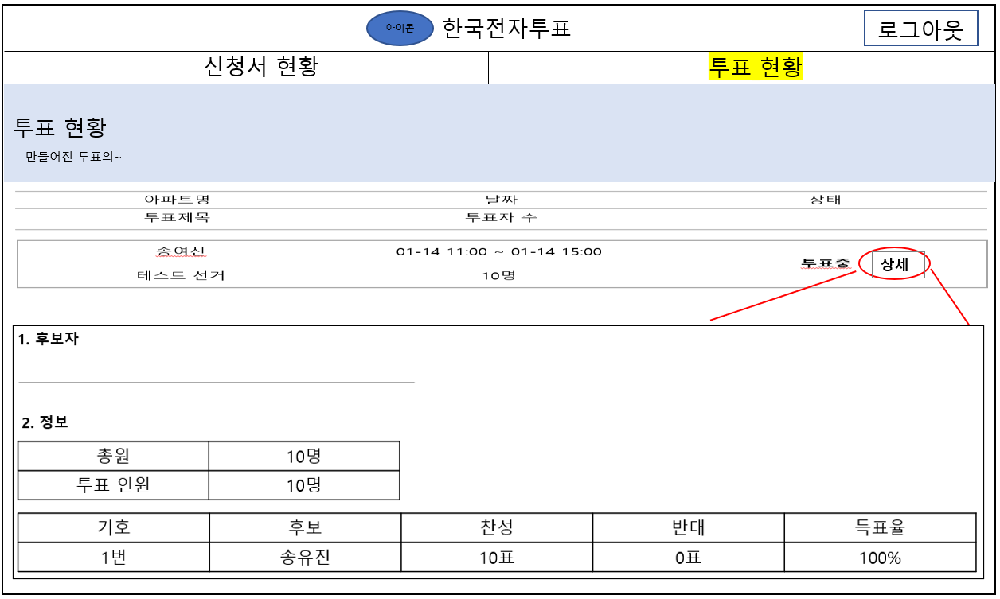 아이콘 한국전자투표 로그아웃
신청서 현황 투표 현황
투표 현황
만들어진 투표의~
아파트명 날짜 상태
투표제목 투표자 수
송여신 01-14 11:00 ~ 01-14 15:00
투표중 상세
테스트 선거 10명
1. 후보자
2. 정보
총원 10명
투표 인원 10명
기호 후보 찬성 반대 득표율
1번 송유진 10표 0표 100%